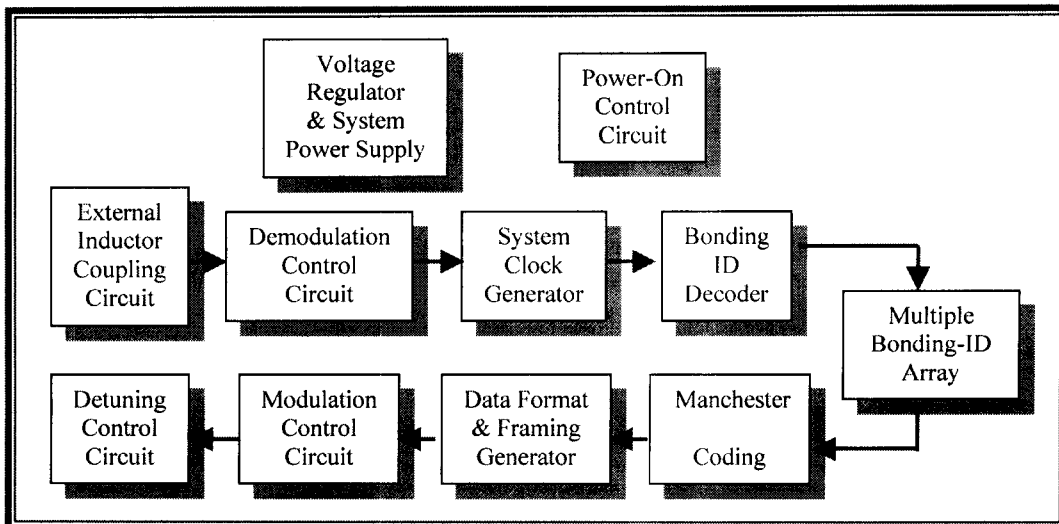 Voltage
Regulator
& System
Power Supply
Power-On
Control
Circuit
External
Inductor
Coupling
Circuit
Demodulation
Control
Circuit
System
Clock
Generator
Bonding
ID
Decoder
Multiple
Bonding-ID
Array
Detuning
Control
Circuit
Modulation
Control
Circuit
Data Format
& Framing
Generator
Manchester
Coding